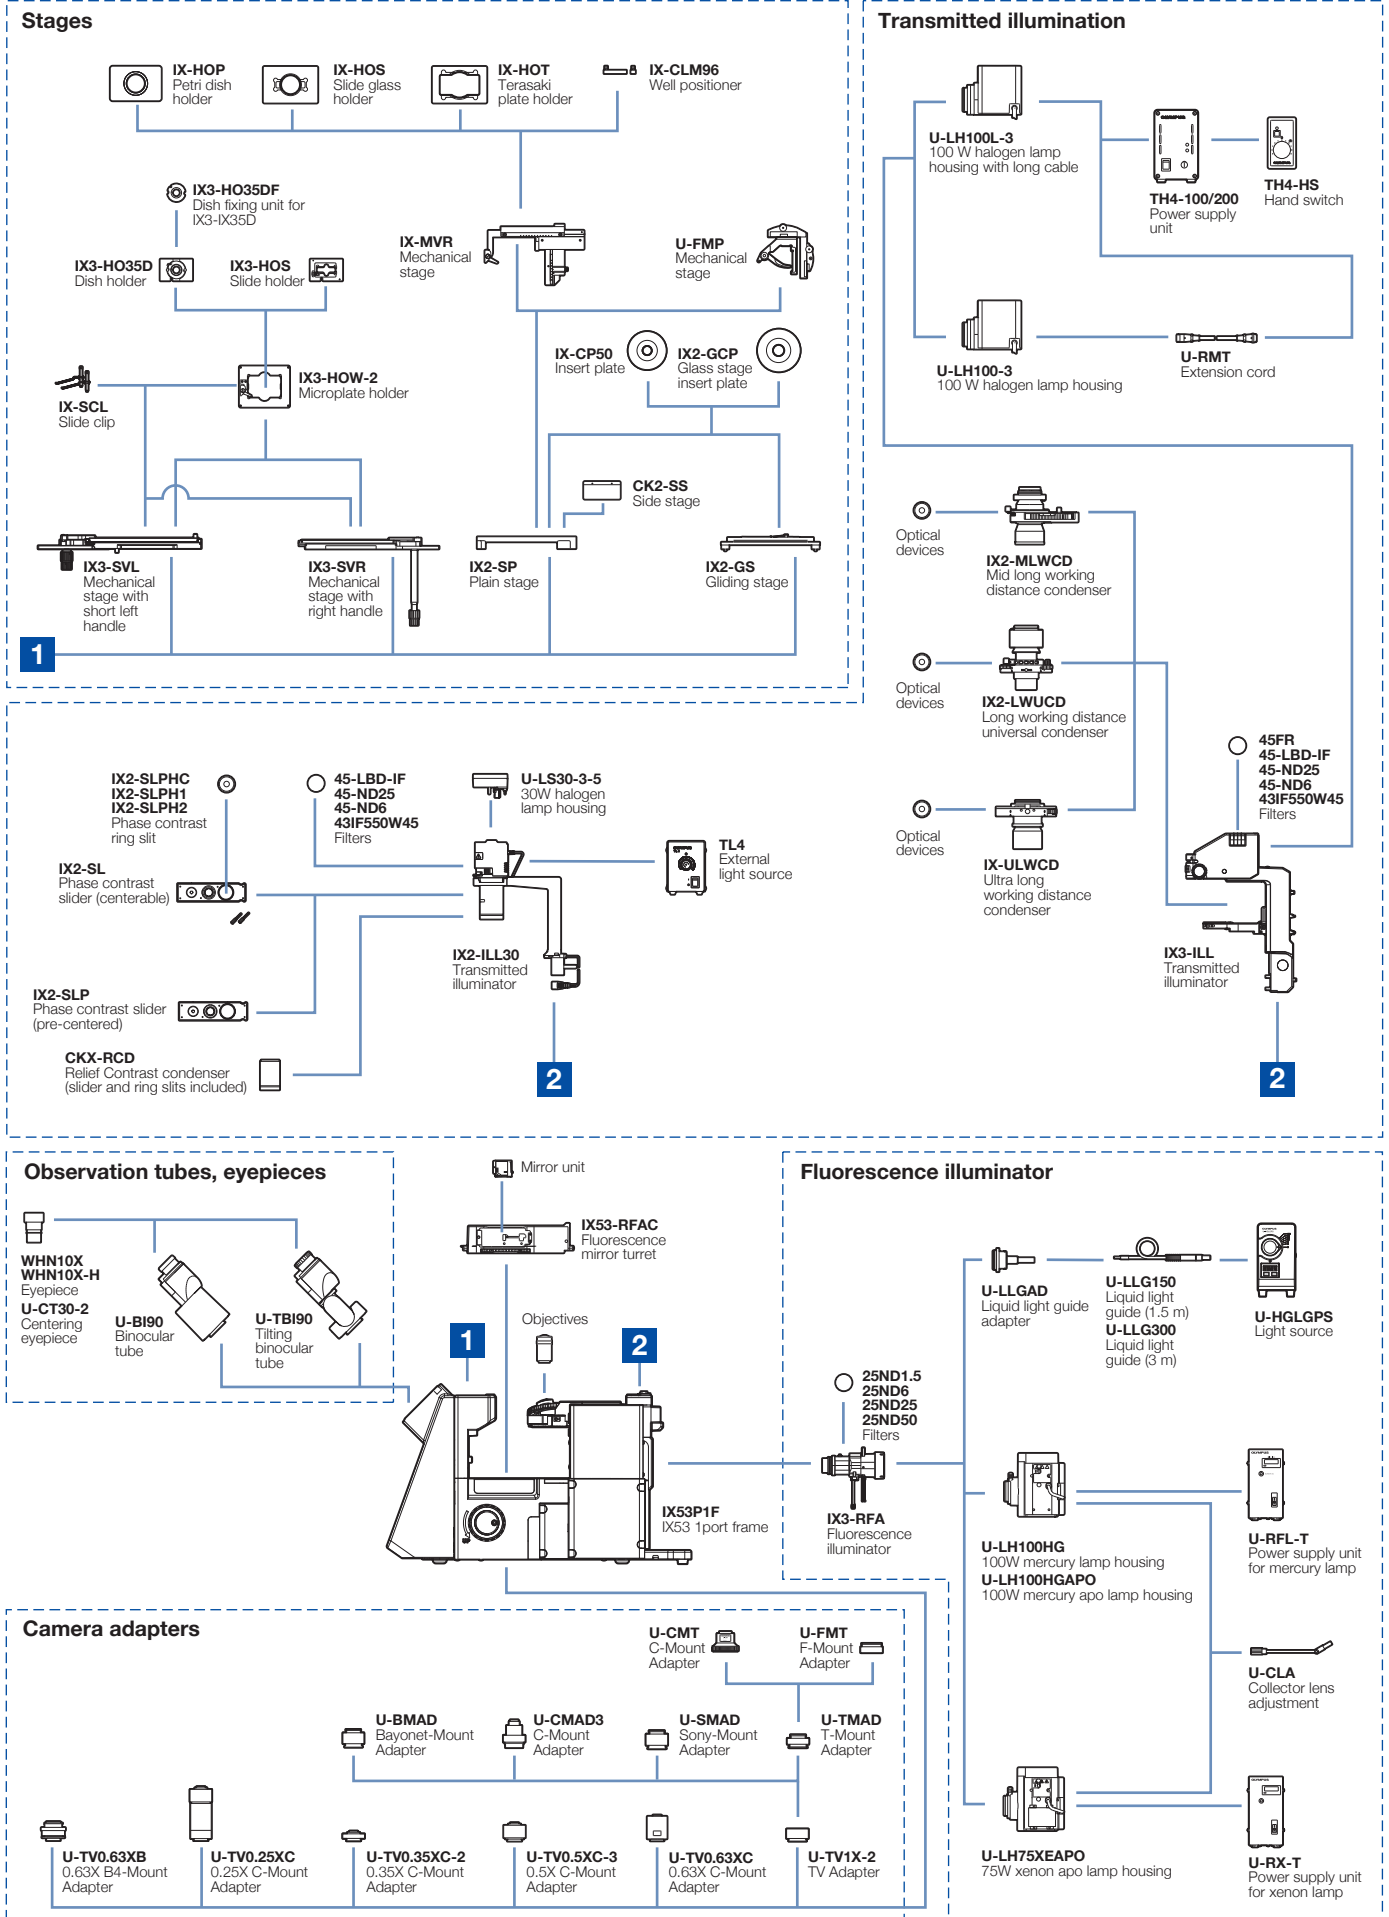 Stages
IX-HOP
Petri dish
holder
IX-HOS
Slide glass
holder
IX-HOT
Terasaki
plate holder
IX-CLM96
Well positioner
IX3-HO35DF
Dish fixing unit for
IX3-IX35D
IX-MVR
Mechanical
stage
U-FMP
Mechanical
stage
IX3-HO35D
Dish holder
IX3-HOS
Slide holder
IX-CP50
Insert plate
IX2-GCP
Glass stage
insert plate
IX3-HOW-2
Microplate holder
IX-SCL
Slide clip
CK2-SS
Side stage
IX3-SVL
Mechanical
stage with
short left
handle
IX3-SVR
Mechanical
stage with
right handle
IX2-SP
Plain stage
IX2-GS
Gliding stage
1
Transmitted illumination
U-LH100L-3
100 W halogen lamp
housing with long cable
TH4-100/200
Power supply
unit
TH4-HS
Hand switch
U-LH100-3
100 W halogen lamp housing
U-RMT
Extension cord
Optical
devices
IX2-MLWCD
Mid long working
distance condenser
Optical
devices
IX2-LWUCD
Long working distance
universal condenser
45FR
45-LBD-IF
45-ND25
45-ND6
43IF550W45
Filters
Optical
devices
IX-ULWCD
Ultra long
working distance
condenser
IX3-ILL
Transmitted
illuminator
2
IX2-SLPHC
IX2-SLPH1
IX2-SLPH2
Phase contrast
ring slit
45-LBD-IF
45-ND25
45-ND6
43IF550W45
Filters
U-LS30-3-5
30W halogen
lamp housing
TL4
External
light source
IX2-SL
Phase contrast
slider (centerable)
IX2-ILL30
Transmitted
illuminator
IX2-SLP
Phase contrast slider
(pre-centered)
CKX-RCD
Relief Contrast condenser
(slider and ring slits included)
2
Observation tubes, eyepieces
WHN10X
WHN10X-H
Eyepiece
U-CT30-2
Centering
eyepiece
U-BI90
Binocular
tube
U-TBI90
Tilting
binocular
tube
Mirror unit
IX53-RFAC
Fluorescence
mirror turret
Objectives
1
2
IX53P1F
IX53 1port frame
Fluorescence illuminator
U-LLGAD
Liquid light guide
adapter
U-LLG150
Liquid light
guide (1.5 m)
U-LLG300
Liquid light
guide (3 m)
U-HGLGPS
Light source
25ND1.5
25ND6
25ND25
25ND50
Filters
IX3-RFA
Fluorescence
illuminator
U-LH100HG
100W mercury lamp housing
U-LH100HGAPO
100W mercury apo lamp housing
U-RFL-T
Power supply unit
for mercury lamp
U-CLA
Collector lens
adjustment
U-LH75XEAPO
75W xenon apo lamp housing
U-RX-T
Power supply unit
for xenon lamp
Camera adapters
U-CMT
C-Mount
Adapter
U-FMT
F-Mount
Adapter
U-BMAD
Bayonet-Mount
Adapter
U-CMAD3
C-Mount
Adapter
U-SMAD
Sony-Mount
Adapter
U-TMAD
T-Mount
Adapter
U-TV0.63XB
0.63X B4-Mount
Adapter
U-TV0.25XC
0.25X C-Mount
Adapter
U-TV0.35XC-2
0.35X C-Mount
Adapter
U-TV0.5XC-3
0.5X C-Mount
Adapter
U-TV0.63XC
0.63X C-Mount
Adapter
U-TV1X-2
TV Adapter